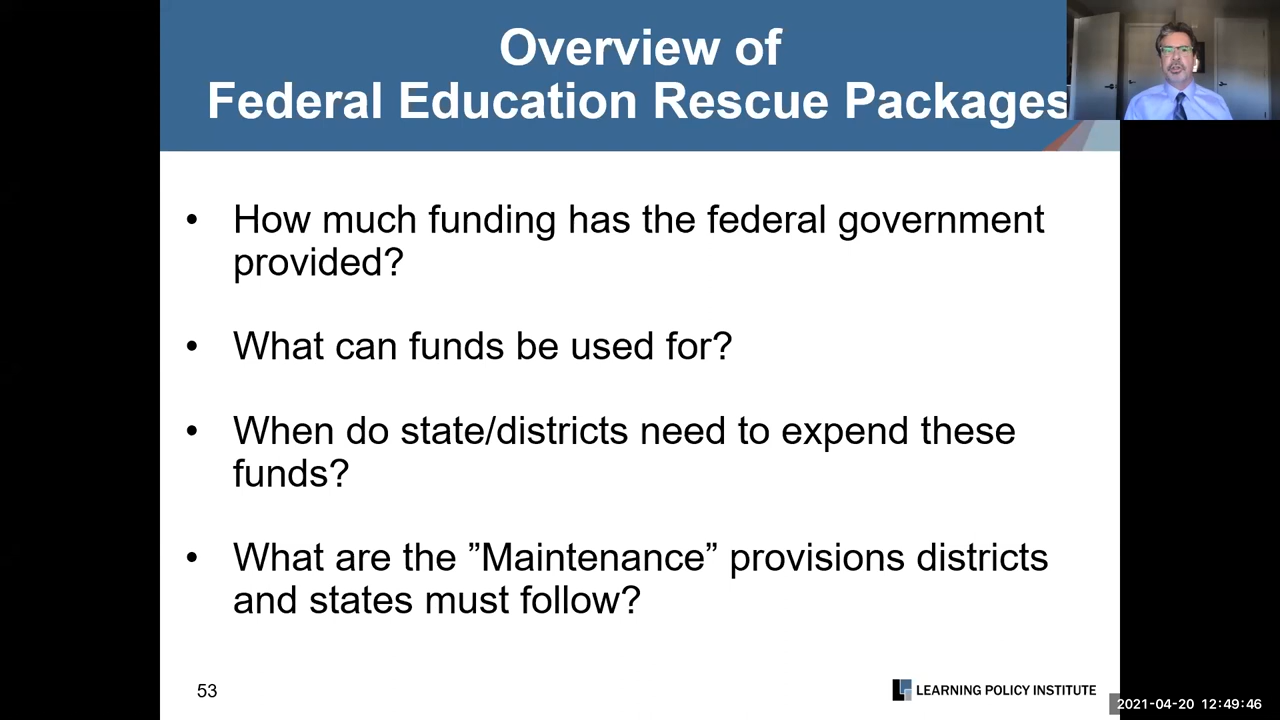 Overview of
Federal Education Rescue Packages
• How much funding has the federal government
provided?
• What can funds be used for?
• When do state/districts need to expend these
funds?
• What are the ”Maintenance” provisions districts
and states must follow?
53
LEARNING POLICY INSTITUTE
2021-04-20 12:49:46